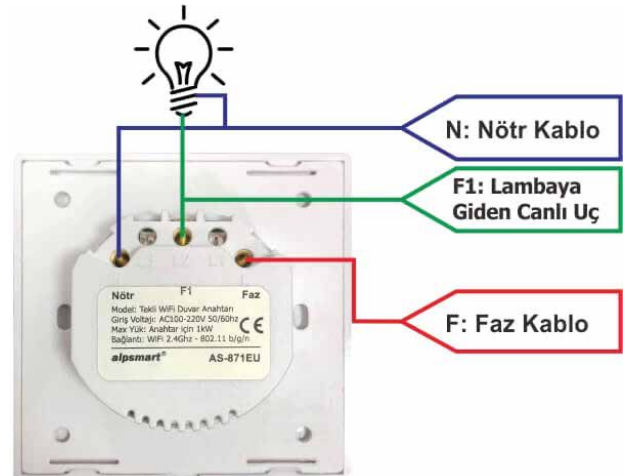 N: Nötr Kablo
F1: Lambaya
Giden Canlı Uç
L2
Nötr
F1
Faz
Model: Tekli WiFi Duvar Anahtarı
Giriş Voltajı: AC100-220V 50/60hz
Max Yük: Anahtar için 1kW
CE
Bağlantı: WiFi 2.4Ghz - 802.11 b/g/n
alpsmart®
AS-871EU
F: Faz Kablo